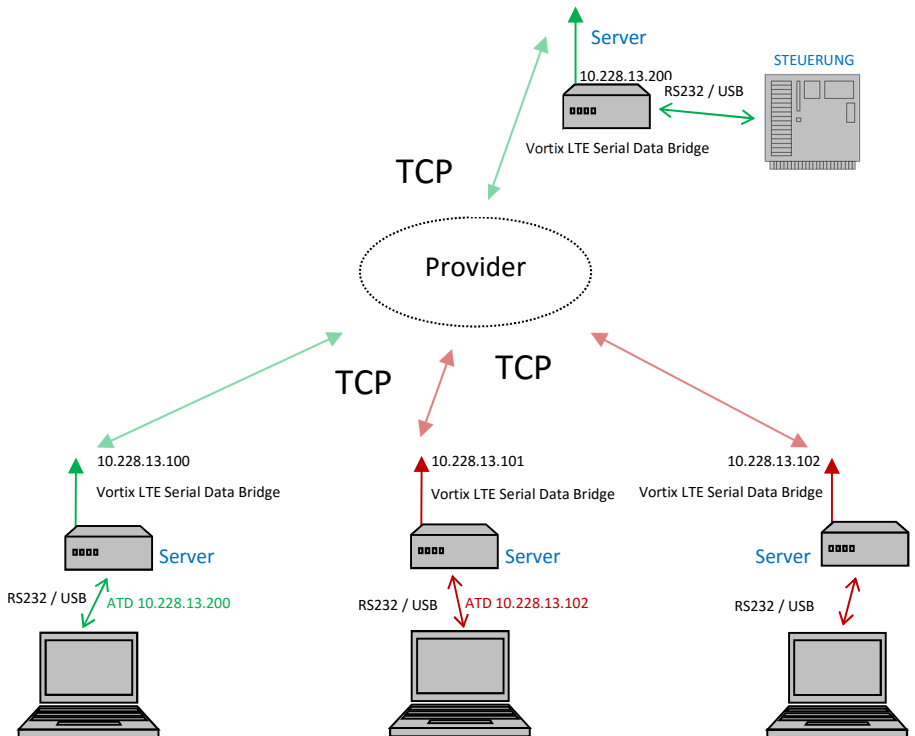 Server
STEUERUNG
10.228.13.200
RS232 / USB
Vortix LTE Serial Data Bridge
TCP
Provider
TCP
TCP
10.228.13.100
Vortix LTE Serial Data Bridge
Server
RS232 / USB
ATD 10.228.13.200
10.228.13.101
Vortix LTE Serial Data Bridge
Server
RS232 / USB
ATD 10.228.13.102
10.228.13.102
Vortix LTE Serial Data Bridge
Server
RS232 / USB